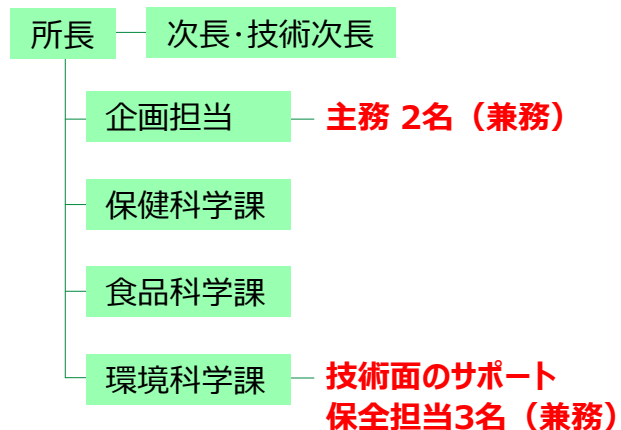 所長 次長・技術次長
企画担当 主務 2名（兼務）
保健科学課
食品科学課
環境科学課 技術面のサポート
保全担当3名（兼務）